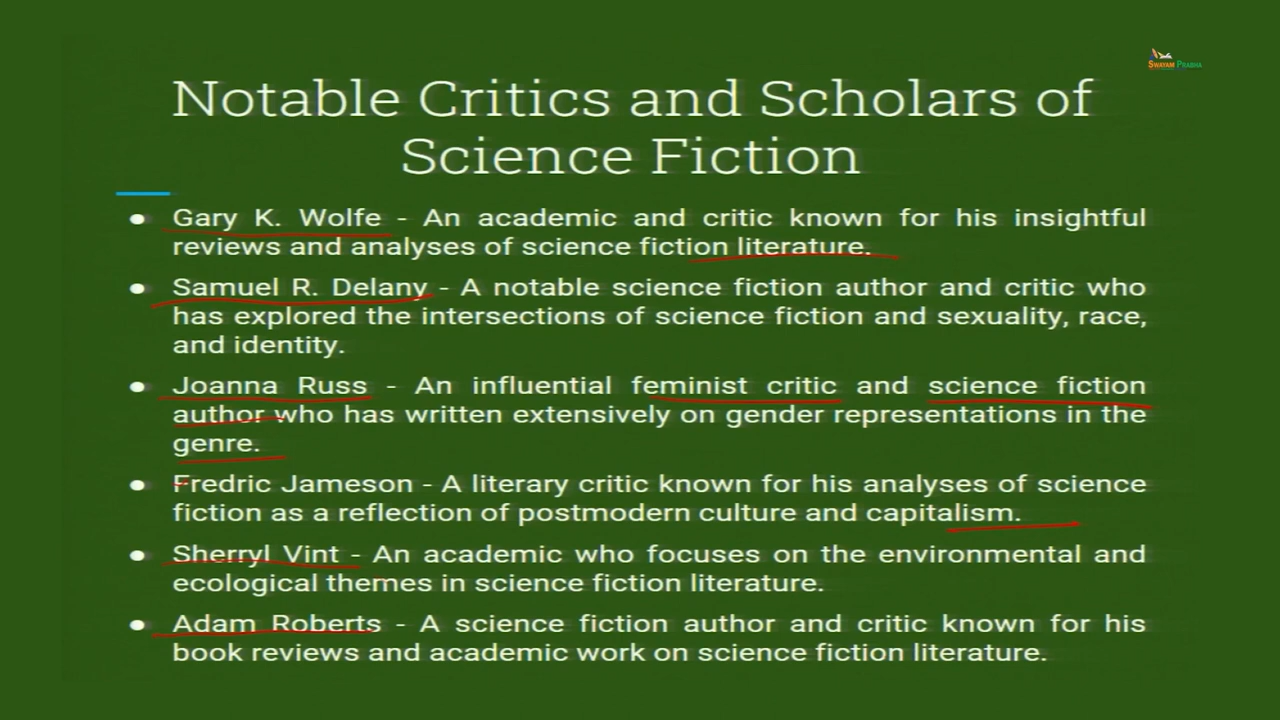 SWAYAM PRABHA
Notable Critics and Scholars of
Science Fiction
● Gary K. Wolfe - An academic and critic known for his insightful
reviews and analyses of science fiction literature.
● Samuel R. Delany - A notable science fiction author and critic who
has explored the intersections of science fiction and sexuality, race,
and identity.
● Joanna Russ - An influential feminist critic and science fiction
author who has written extensively on gender representations in the
genre.
● Fredric Jameson - A literary critic known for his analyses of science
fiction as a reflection of postmodern culture and capitalism.
● Sherryl Vint - An academic who focuses on the environmental and
ecological themes in science fiction literature.
● Adam Roberts - A science fiction author and critic known for his
book reviews and academic work on science fiction literature.